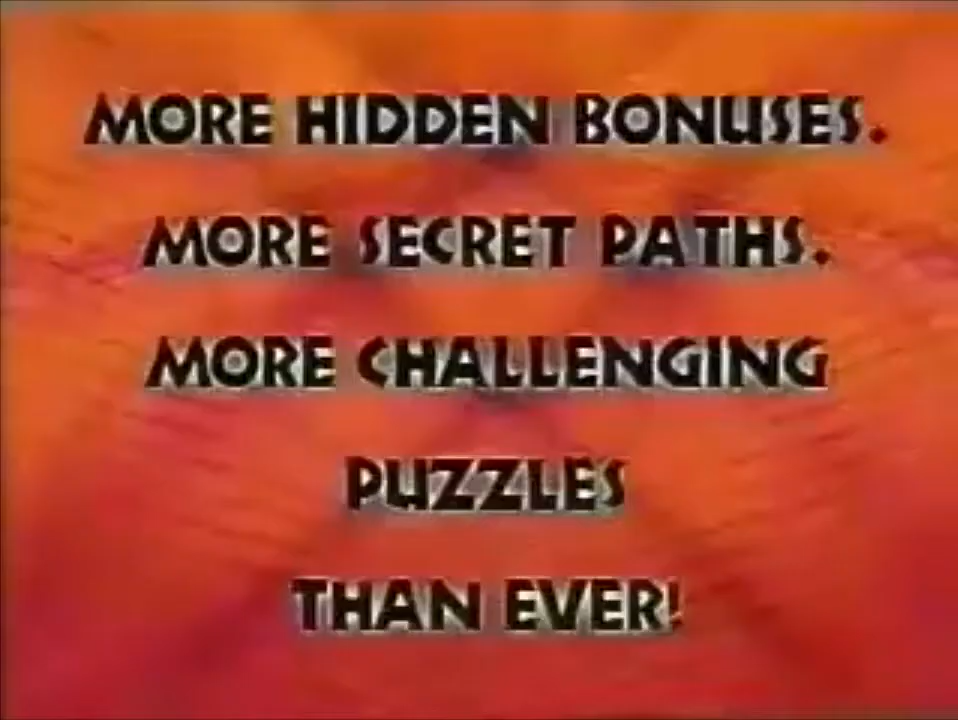 MORE HIDDEN BONUSES.
MORE SECRET PATHS.
MORE CHALLENGING
PUZZLES
THAN EVER!